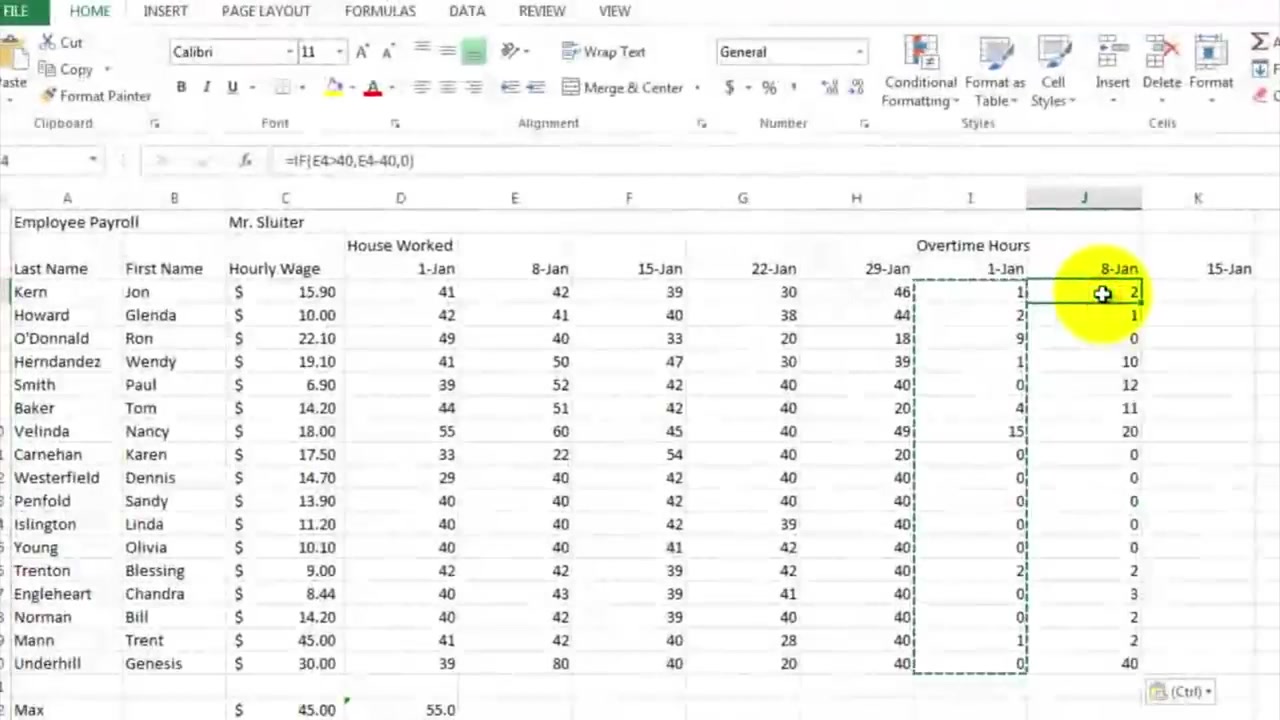 FILE HOME INSERT PAGE LAYOUT FORMULAS DATA REVIEW VIEW
Cut
Copy
Format Painter
Calibri 11
B I U
Wrap Text
Merge & Center
General
$ %
Conditional Formatting
Format as Table
Cell Styles
Insert Delete Format
Clipboard Font Alignment Number Styles Cells
4 fx =IF(E4>40,E4-40,0)
A B C D E F G H I J K
Employee Payroll Mr. Sluiter
House Worked Overtime Hours
Last Name First Name Hourly Wage 1-Jan 8-Jan 15-Jan 22-Jan 29-Jan 1-Jan 8-Jan 15-Jan
Kern Jon $ 15.90 41 42 39 30 46 1 2
Howard Glenda $ 10.00 42 41 40 38 44 2 1
O'Donnald Ron $ 22.10 49 40 33 20 18 9 0
Herndandez Wendy $ 19.10 41 50 47 30 39 1 10
Smith Paul $ 6.90 39 52 42 40 40 0 12
Baker Tom $ 14.20 44 51 42 40 20 4 11
Velinda Nancy $ 18.00 55 60 45 40 49 15 20
Carnehan Karen $ 17.50 33 22 54 40 20 0 0
Westerfield Dennis $ 14.70 29 40 42 40 40 0 0
Penfold Sandy $ 13.90 40 40 42 40 40 0 0
Islington Linda $ 11.20 40 40 42 39 40 0 0
Young Olivia $ 10.10 40 40 41 42 40 0 0
Trenton Blessing $ 9.00 42 42 39 42 40 2 2
Engleheart Chandra $ 8.44 40 43 39 41 40 0 3
Norman Bill $ 14.20 40 42 39 40 40 0 2
Mann Trent $ 45.00 41 42 40 28 40 1 2
Underhill Genesis $ 30.00 39 80 40 20 40 0 40
(Ctrl)
Max $ 45.00 55.0